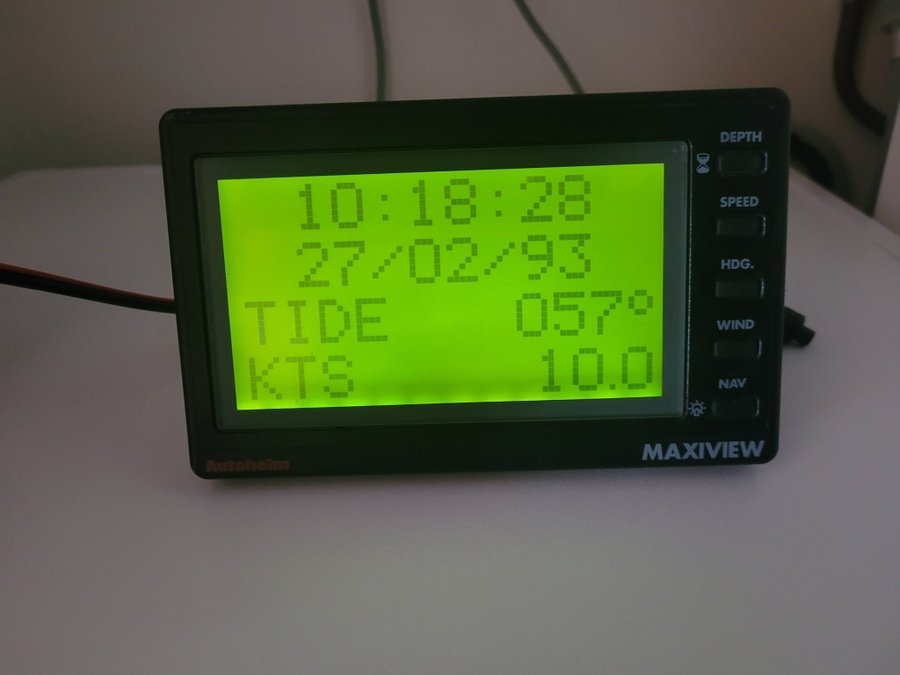 10:18:28
27/02/93
TIDE 057°
KTS 10.0
DEPTH
SPEED
HDG.
WIND
NAV
Autohelm
MAXIVIEW